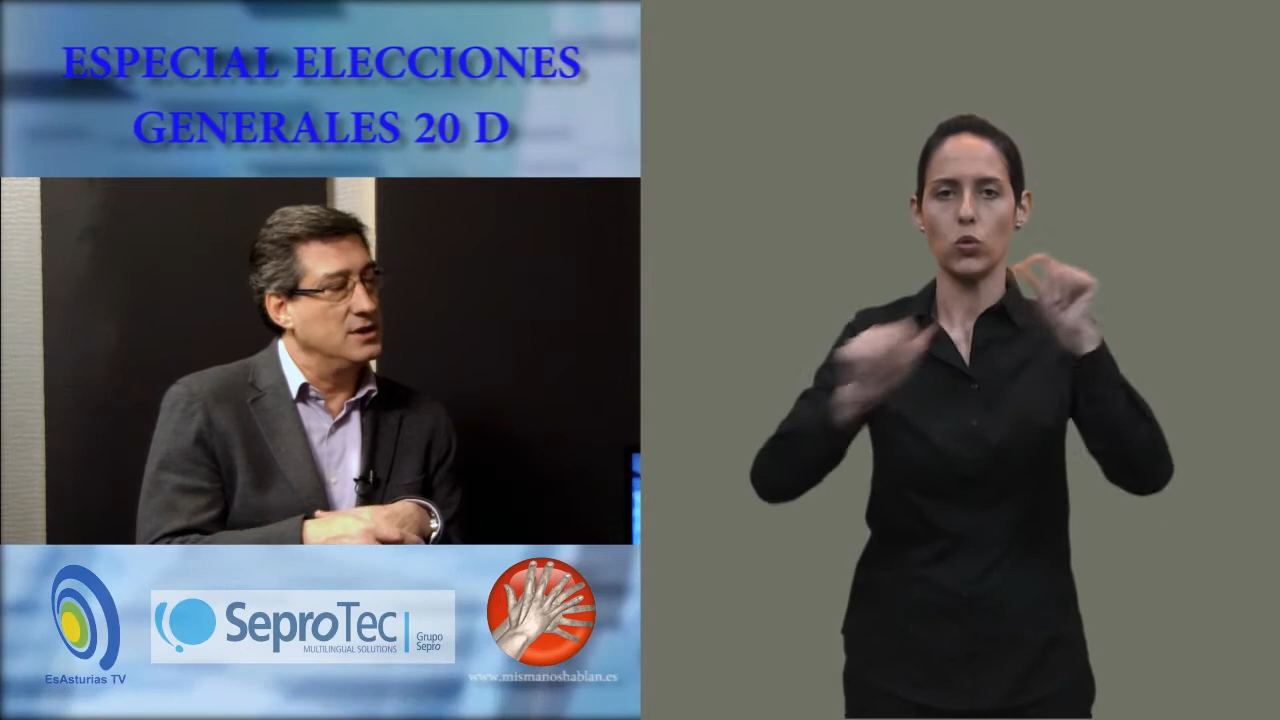 ESPECIAL ELECCIONES
GENERALES 20 D
EsAsturias TV
SeproTec
MULTILINGUAL SOLUTIONS
Grupo
Sepro
www.mismanoshablan.es